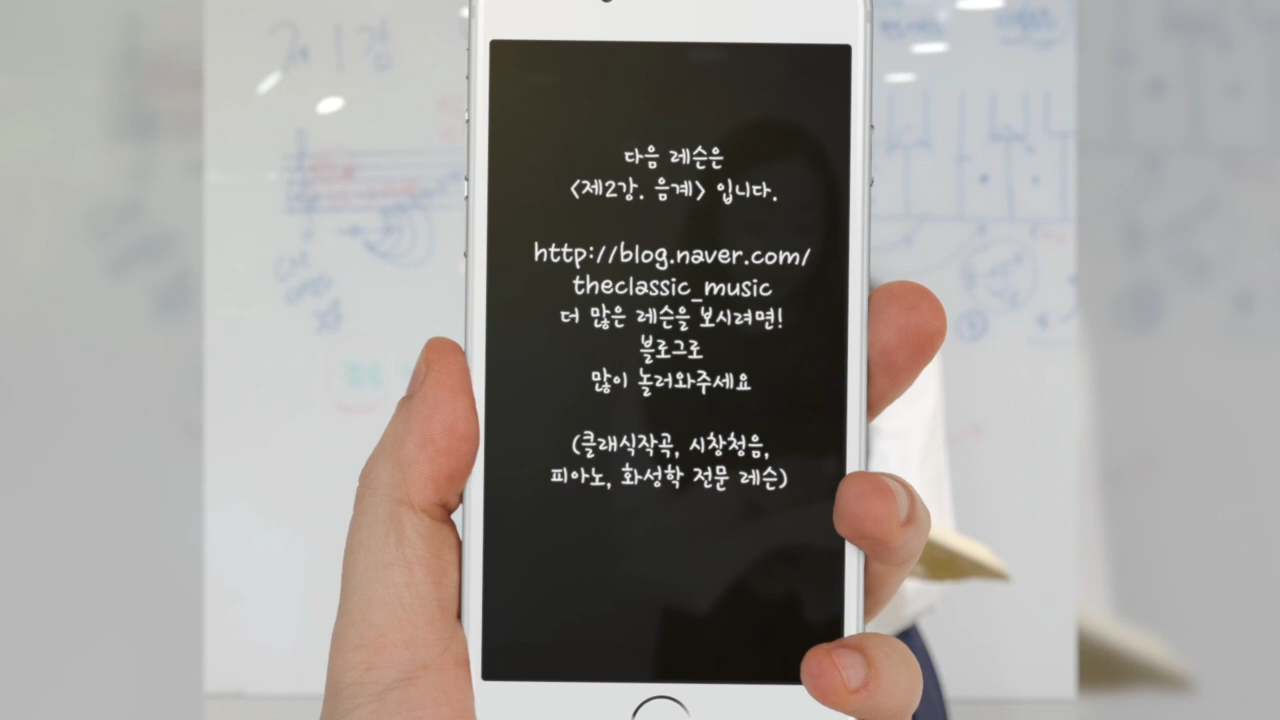 제 1 강
다음 레슨은
<제2강. 음계> 입니다.
http://blog.naver.com/
theclassic_music
더 많은 레슨을 보시려면!
블로그로
많이 놀러와주세요
(클래식작곡, 시창청음,
피아노, 화성학 전문 레슨)